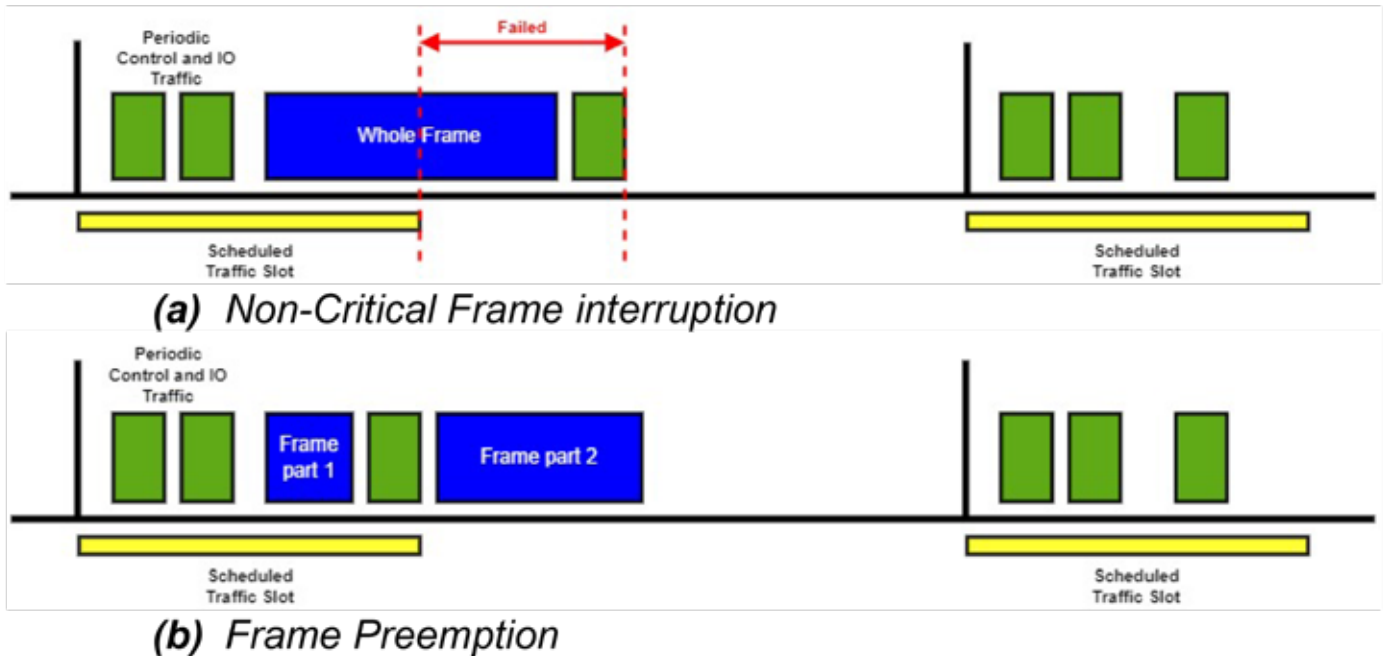 Failed
Periodic
Control and IO
Traffic
Whole Frame
Scheduled
Traffic Slot
Scheduled
Traffic Slot
(a) Non-Critical Frame interruption
Periodic
Control and IO
Traffic
Frame
part 1
Frame part 2
Scheduled
Traffic Slot
Scheduled
Traffic Slot
(b) Frame Preemption